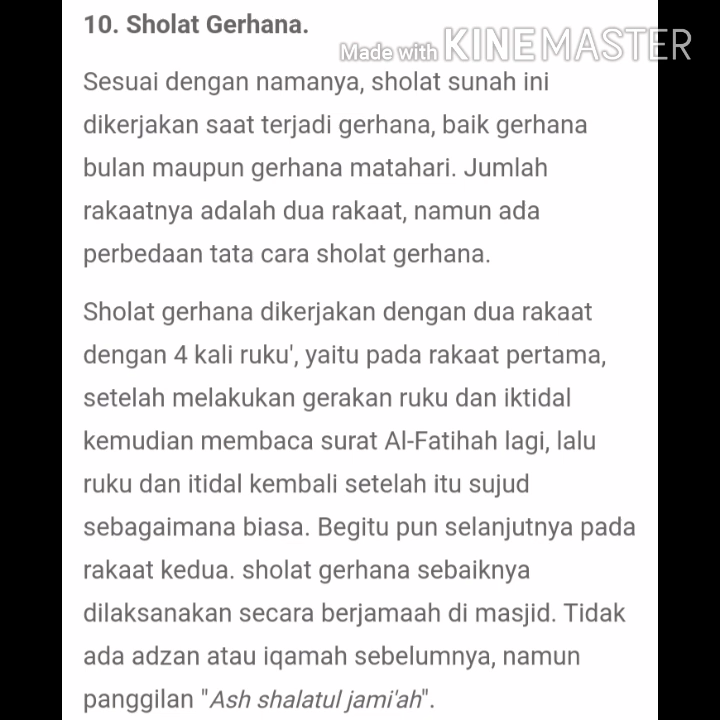 10. Sholat Gerhana.
Made with KINEMASTER
Sesuai dengan namanya, sholat sunah ini
dikerjakan saat terjadi gerhana, baik gerhana
bulan maupun gerhana matahari. Jumlah
rakaatnya adalah dua rakaat, namun ada
perbedaan tata cara sholat gerhana.
Sholat gerhana dikerjakan dengan dua rakaat
dengan 4 kali ruku', yaitu pada rakaat pertama,
setelah melakukan gerakan ruku dan iktidal
kemudian membaca surat Al-Fatihah lagi, lalu
ruku dan itidal kembali setelah itu sujud
sebagaimana biasa. Begitu pun selanjutnya pada
rakaat kedua. sholat gerhana sebaiknya
dilaksanakan secara berjamaah di masjid. Tidak
ada adzan atau iqamah sebelumnya, namun
panggilan "Ash shalatul jami'ah".